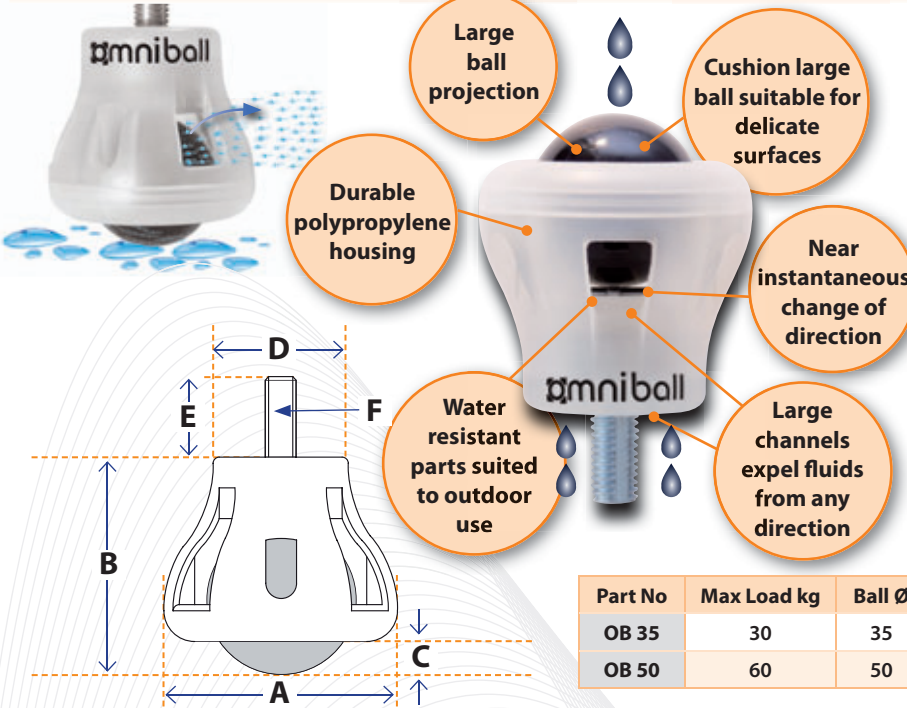 omniball
Large
ball
projection
Cushion large
ball suitable for
delicate
surfaces
Durable
polypropylene
housing
Near
instantaneous
change of
direction
omniball
Water
resistant
parts suited
to outdoor
use
Large
channels
expel fluids
from any
direction
D
E
F
B
C
A
Part No Max Load kg Ball Ø
OB 35 30 35
OB 50 60 50